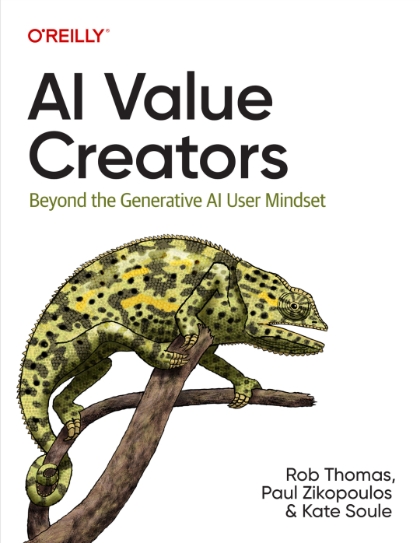 O'REILLY®
AI Value
Creators
Beyond the Generative AI User Mindset
Rob Thomas,
Paul Zikopoulos
& Kate Soule